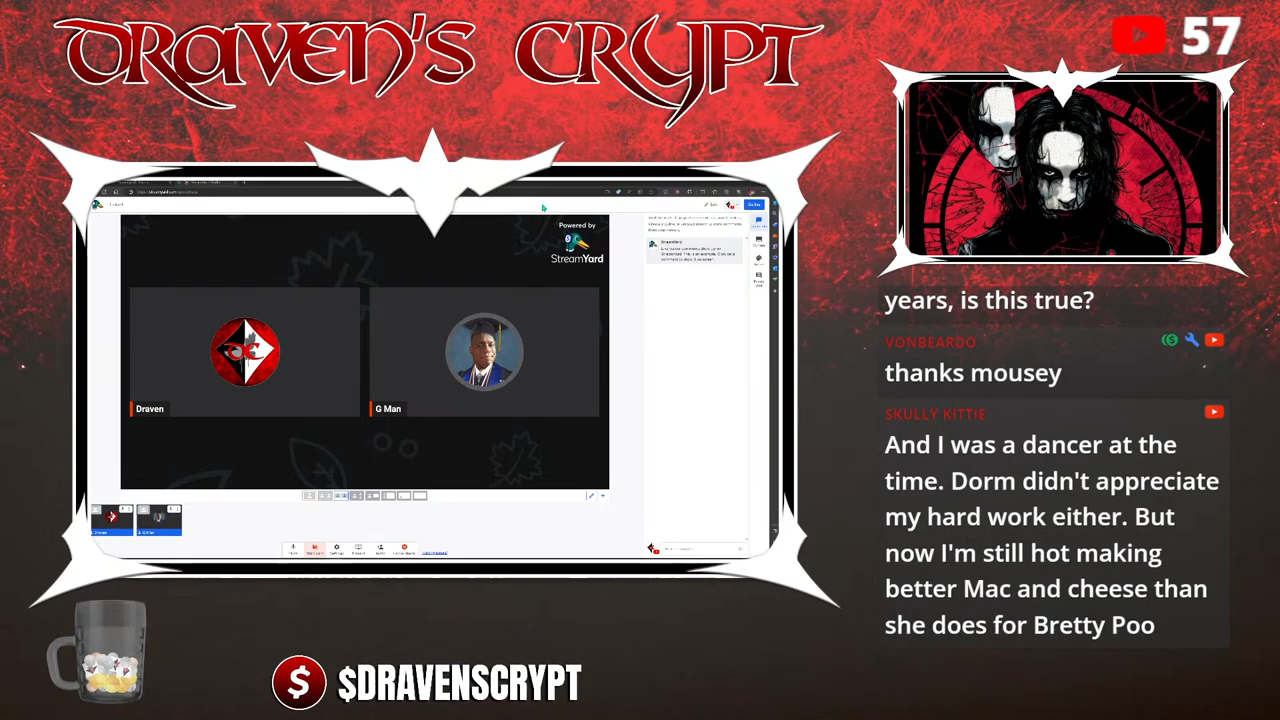 DRAVEN'S CRYPT
57
Powered by
StreamYard
Draven
G Man
years, is this true?
VONBEARDO
thanks mousey
SKULLY KITTIE
And I was a dancer at the
time. Dorm didn't appreciate
my hard work either. But
now I'm still hot making
better Mac and cheese than
she does for Bretty Poo
$ $DRAVENSCRYPT